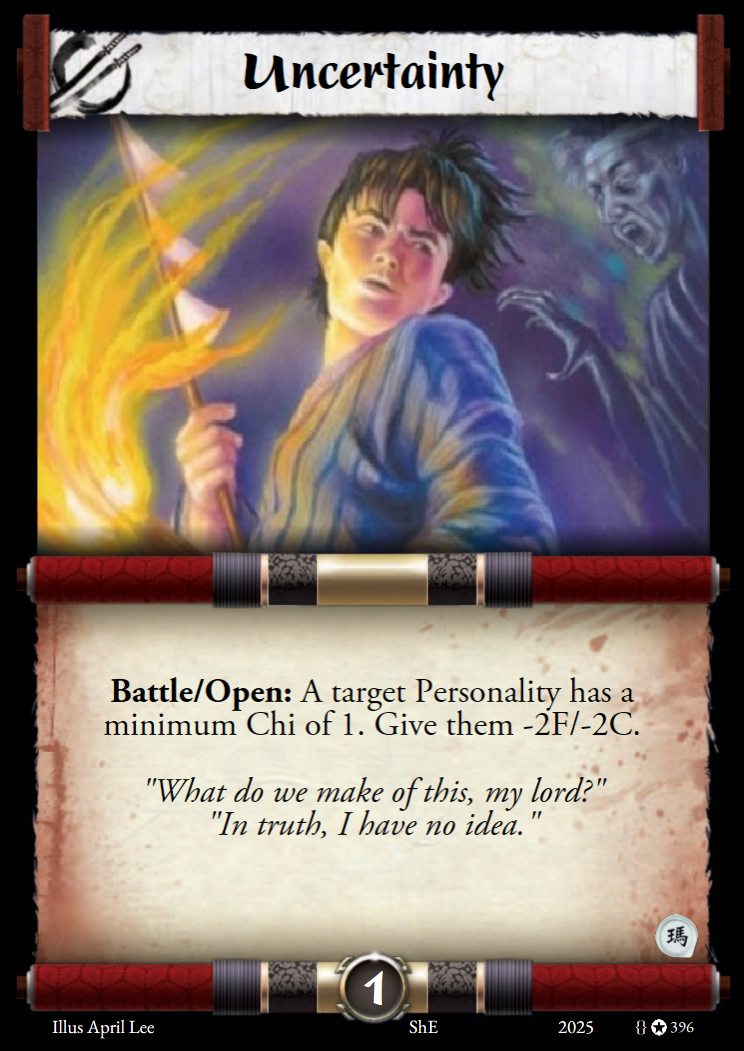 Uncertainty
Battle/Open: A target Personality has a
minimum Chi of 1. Give them -2F/-2C.
"What do we make of this, my lord?"
"In truth, I have no idea."
瑪
1
Illus April Lee ShE 2025 {} 396